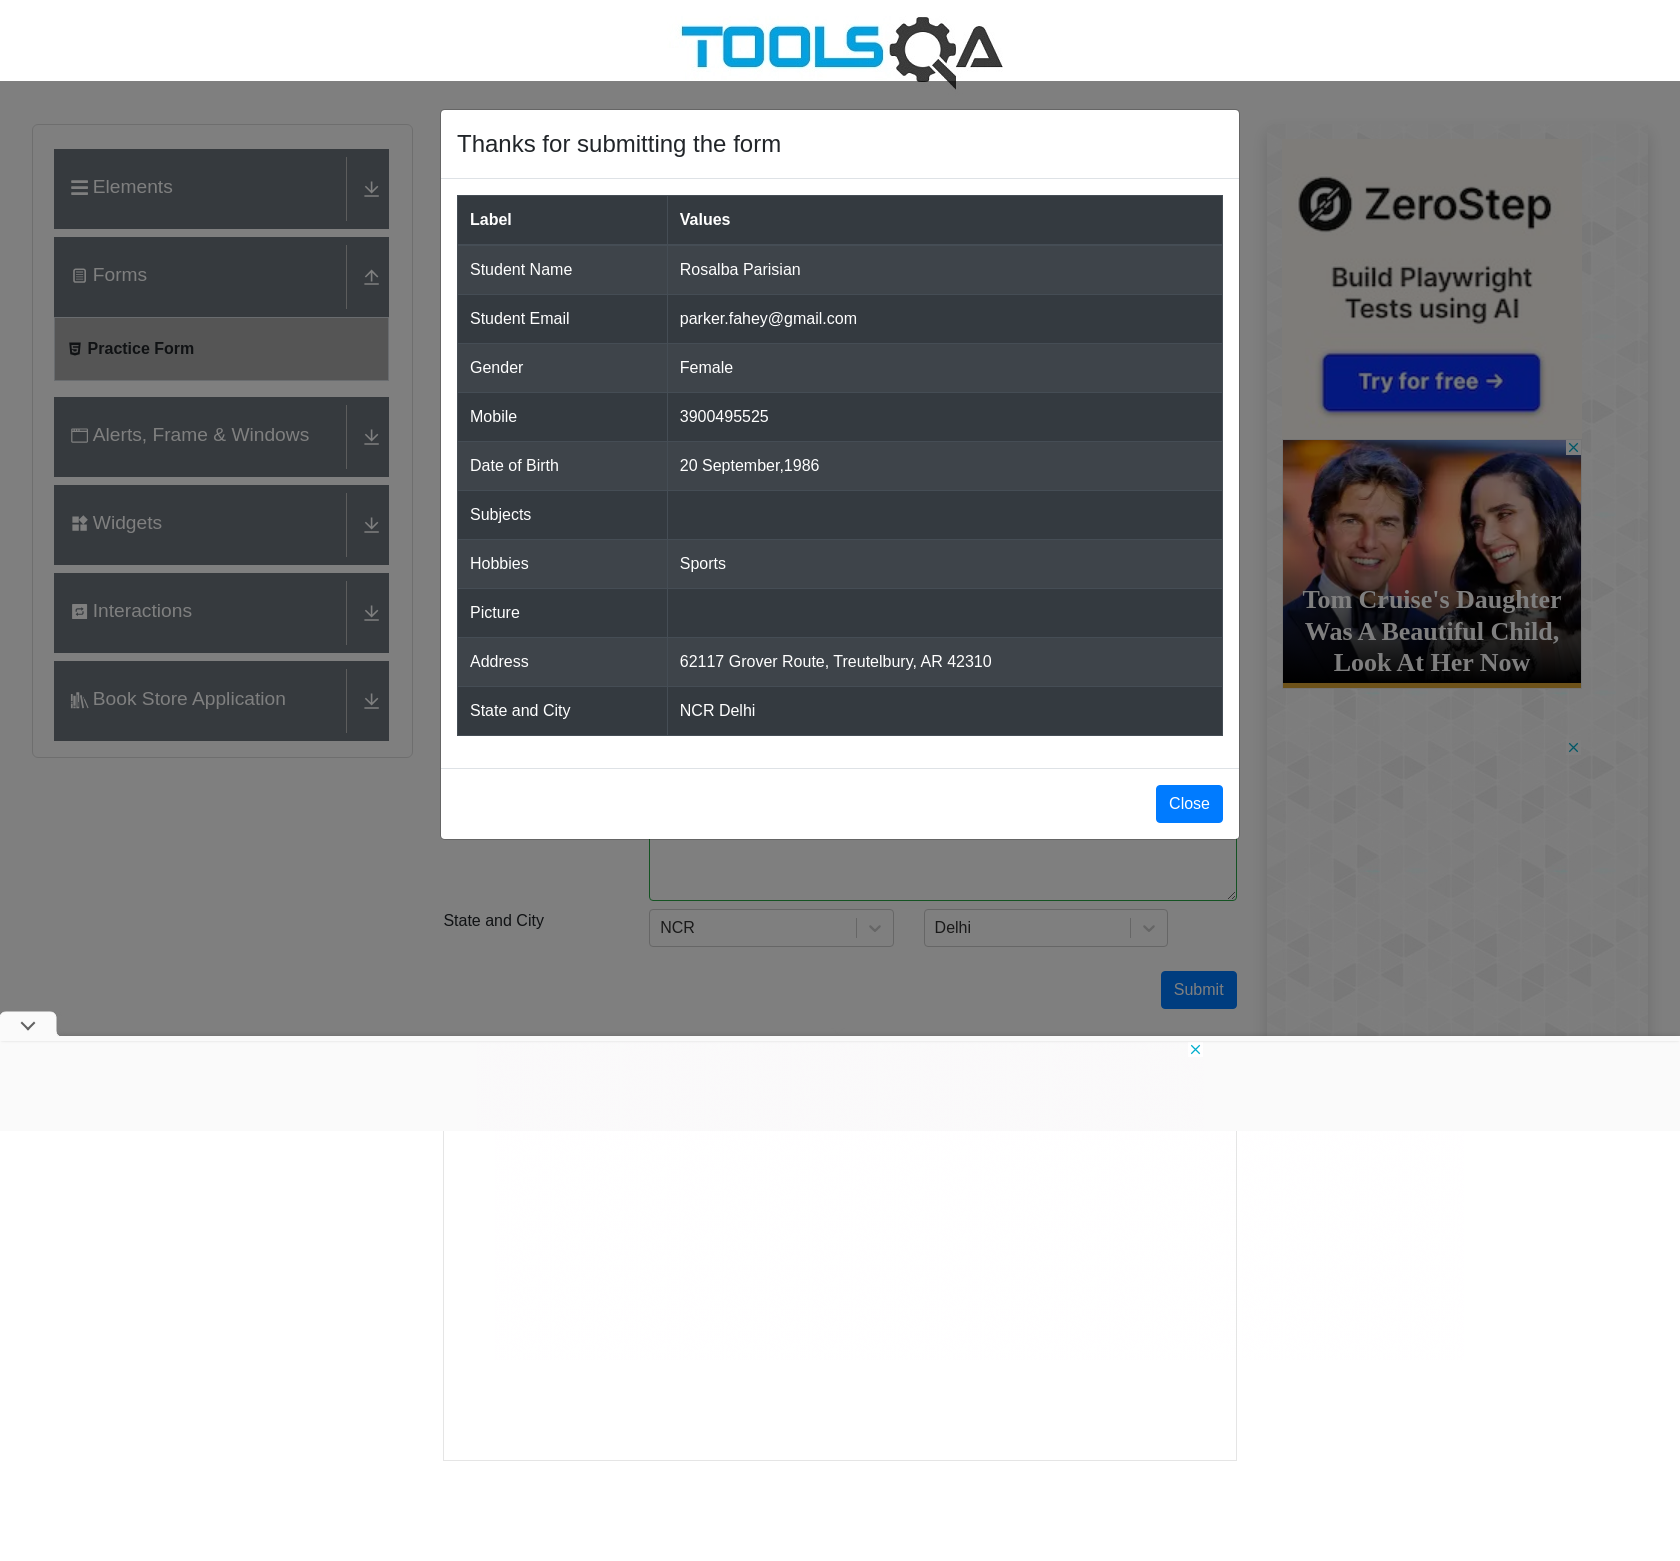 TOOLSQA
Elements
Forms
Practice Form
Alerts, Frame & Windows
Widgets
Interactions
Book Store Application
Thanks for submitting the form
Label Values
Student Name Rosalba Parisian
Student Email parker.fahey@gmail.com
Gender Female
Mobile 3900495525
Date of Birth 20 September,1986
Subjects
Hobbies Sports
Picture
Address 62117 Grover Route, Treutelbury, AR 42310
State and City NCR Delhi
Close
State and City NCR Delhi
Submit
ZeroStep
Build Playwright
Tests using AI
Try for free →
Tom Cruise's Daughter
Was A Beautiful Child,
Look At Her Now